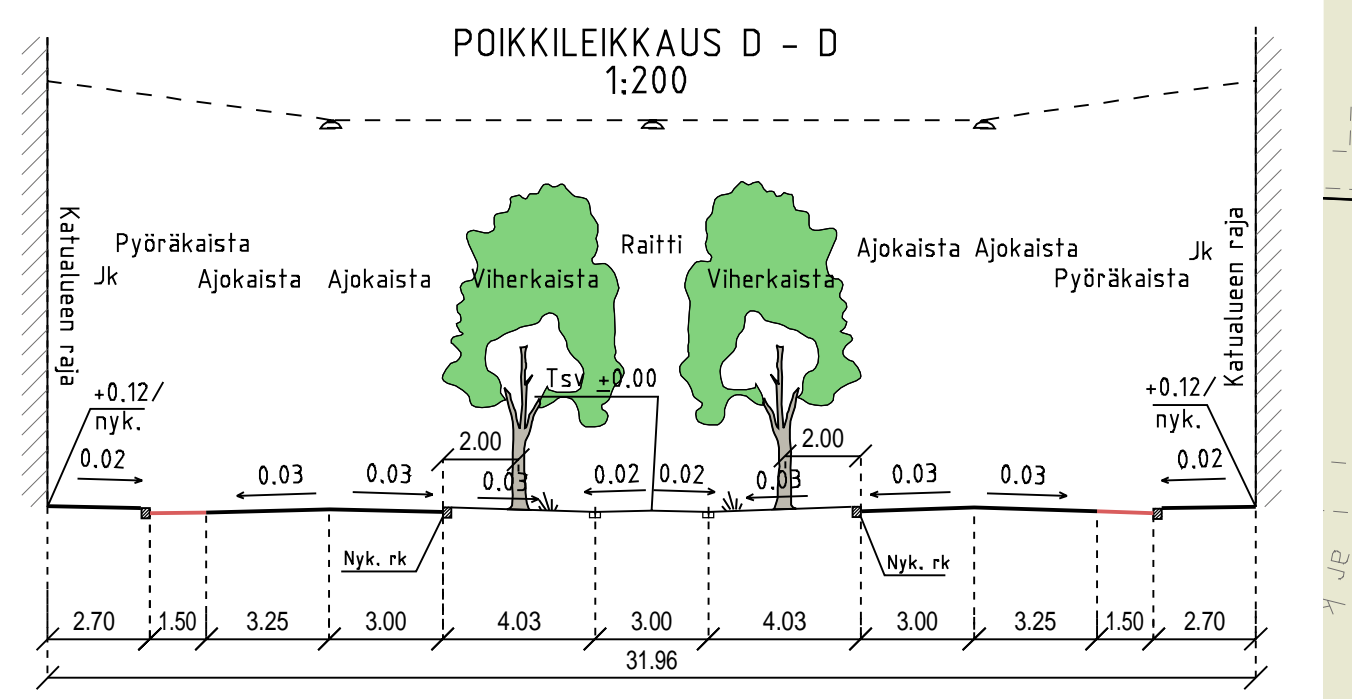 POIKKILEIKKAUS D - D
1:200
Katualueen raja
Pyöräkaista
Jk
Ajokaista
Ajokaista
Viherkaista
Raitti
Viherkaista
Ajokaista
Ajokaista
Pyöräkaista
Jk
Katualueen raja
+0.12/
nyk.
Tsv ±0.00
+0.12/
nyk.
2.00
2.00
0.02
0.03
0.03
0.03
0.02
0.02
0.03
0.03
0.03
0.02
Nyk. rk
Nyk. rk
2.70 1.50 3.25 3.00 4.03 3.00 4.03 3.00 3.25 1.50 2.70
31.96